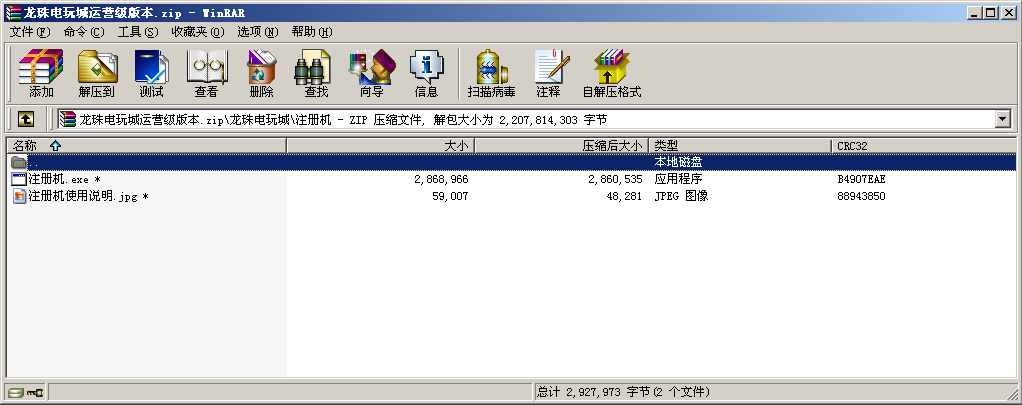 龙珠电玩城运营级版本.zip - WinRAR
文件(F) 命令(C) 工具(S) 收藏夹(O) 选项(N) 帮助(H)
添加 解压到 测试 查看 删除 查找 向导 信息 扫描病毒 注释 自解压格式
龙珠电玩城运营级版本.zip\龙珠电玩城\注册机 - ZIP 压缩文件, 解包大小为 2,207,814,303 字节
名称 大小 压缩后大小 类型 CRC32
.. 本地磁盘
注册机.exe * 2,868,966 2,860,535 应用程序 B4907EAE
注册机使用说明.jpg * 59,007 48,281 JPEG 图像 88943850
总计 2,927,973 字节(2 个文件)